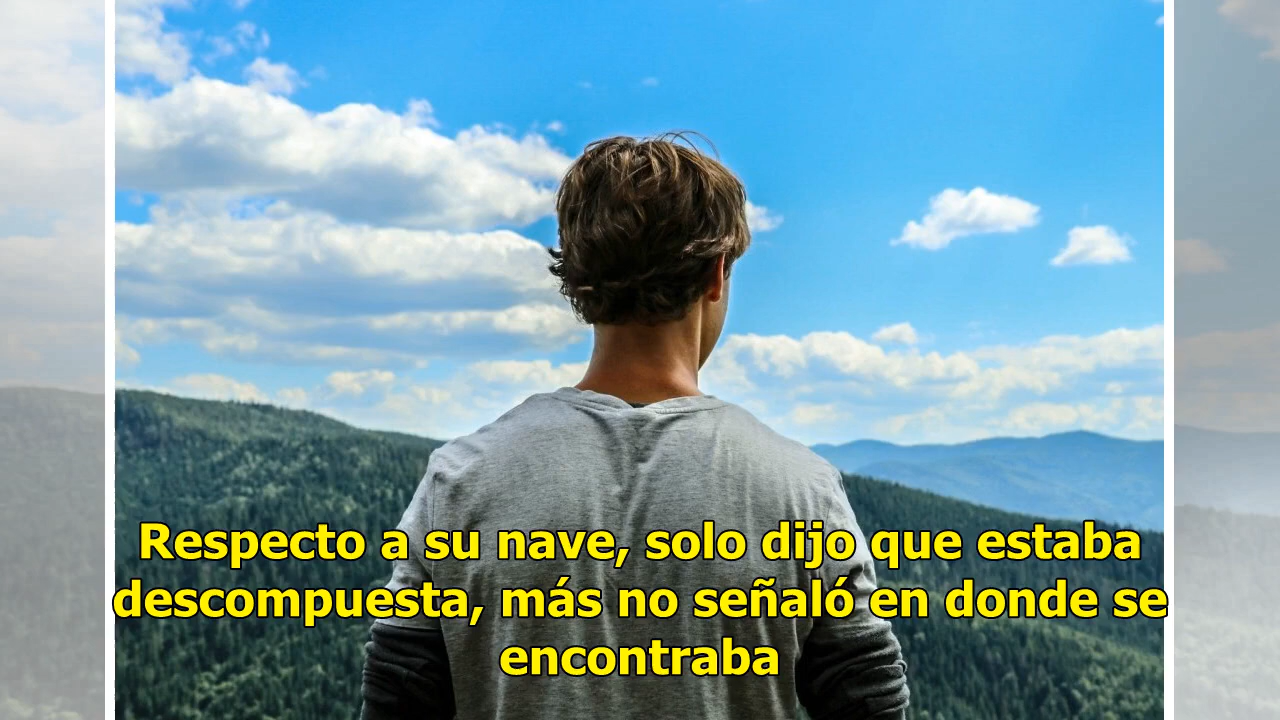 Respecto a su nave, solo dijo que estaba
descompuesta, más no señaló en donde se
encontraba